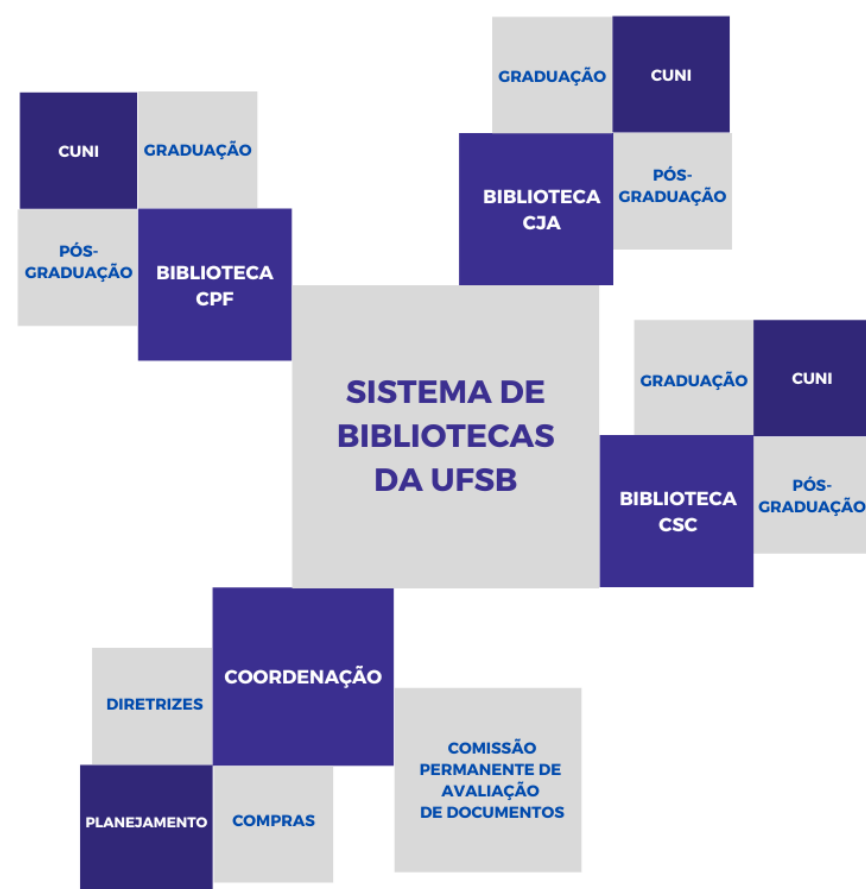 GRADUAÇÃO
CUNI
BIBLIOTECA
CJA
PÓS-
GRADUAÇÃO
CUNI
GRADUAÇÃO
PÓS-
GRADUAÇÃO
BIBLIOTECA
CPF
SISTEMA DE
BIBLIOTECAS
DA UFSB
GRADUAÇÃO
CUNI
BIBLIOTECA
CSC
PÓS-
GRADUAÇÃO
COORDENAÇÃO
DIRETRIZES
PLANEJAMENTO
COMPRAS
COMISSÃO
PERMANENTE DE
AVALIAÇÃO
DE DOCUMENTOS